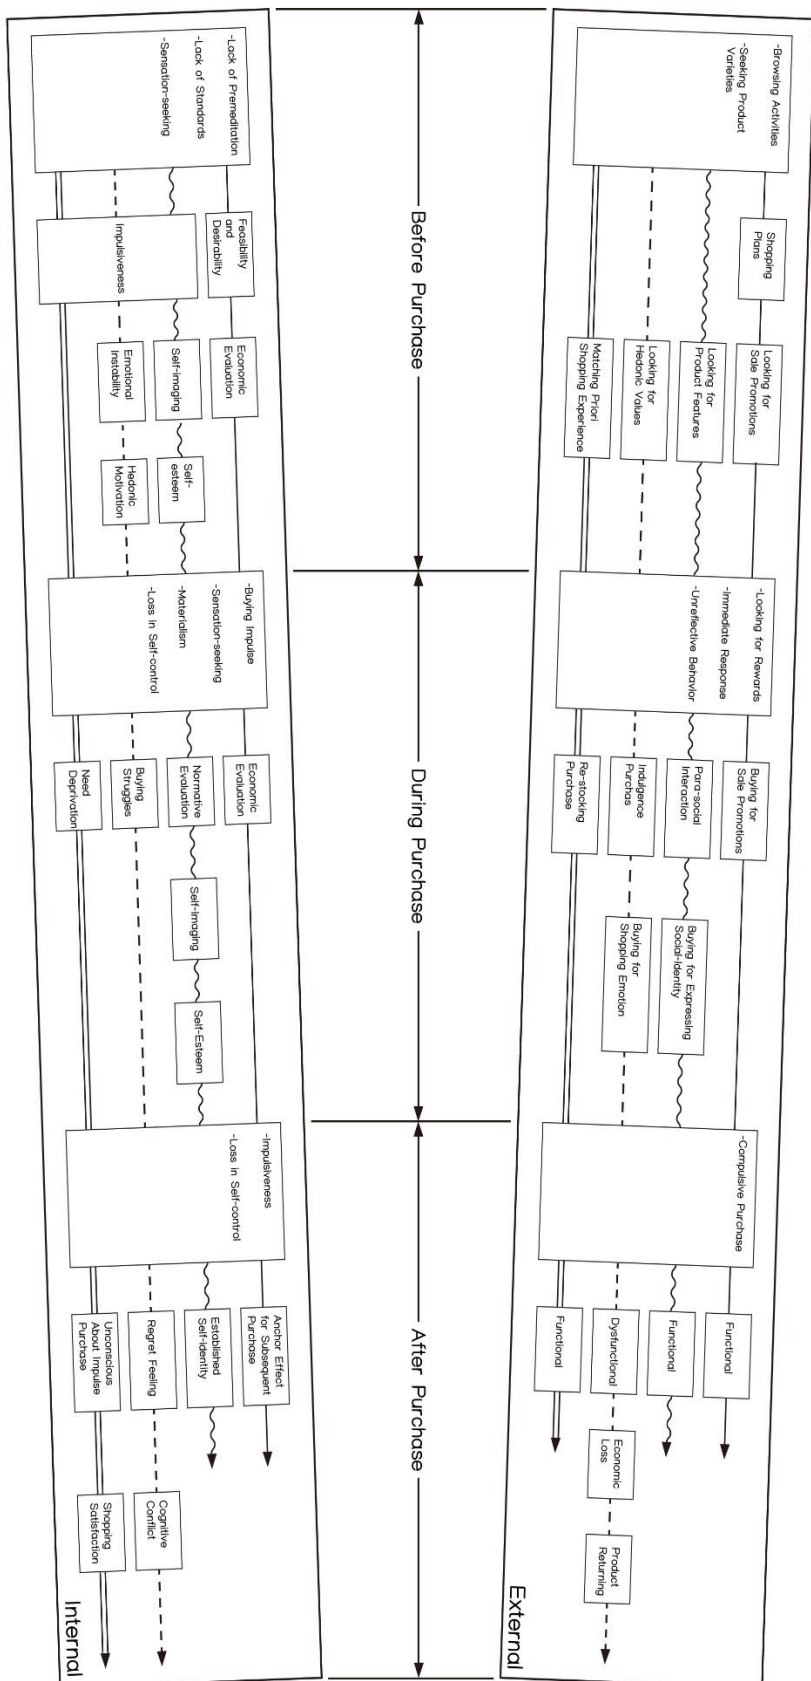 External
-Browsing Activities
-Seeking Product
Varieties
Shopping
Plans
Looking for
Sale Promotions
Looking for
Product Features
Looking for
Hedonic Values
Matching Priori
Shopping Experience
-Looking for Rewards
-Immediate Response
-Unreflective Behavior
Buying for
Sale Promotions
Para-social
Interaction
Indulgence
Purchas
Re-stocking
Purchase
Buying for Expressing
Social-Identity
Buying for
Shopping Emotion
-Compulsive Purchase
Functional
Functional
Dysfunctional
Functional
Economic
Loss
Product
Returning
Before Purchase
During Purchase
After Purchase
-Lack of Premeditation
-Lack of Standards
-Sensation-seeking
Feasibility
and
Desirability
Impulsiveness
Economic
Evaluation
Self-imaging
Emotional
Instability
Self-
esteem
Hedonic
Motivation
-Buying Impulse
-Sensation-seeking
-Materialism
-Loss in Self-control
Economic
Evaluation
Normative
Evaluation
Buying
Struggles
Need
Deprivation
Self-Imaging
Self-Esteem
-Impulsiveness
-Loss in Self-control
Anchor Effect
for Subsequent
Purchase
Established
Self-identity
Regret Feeling
Unconscious
About Impulse
Purchase
Cognitive
Conflict
Shopping
Satisfaction
Internal